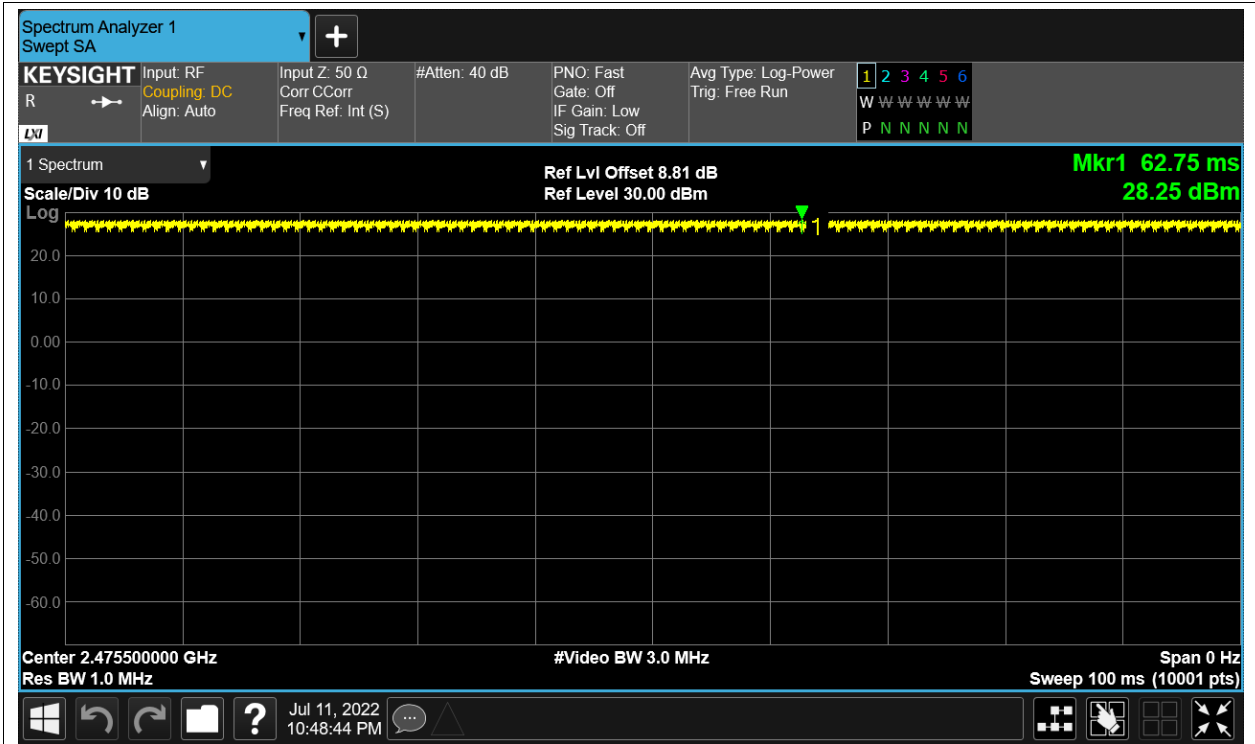 Spectrum Analyzer 1
Swept SA
+
KEYSIGHT
R
LXI
Input: RF
Coupling: DC
Align: Auto
Input Z: 50 Ω
Corr CCorr
Freq Ref: Int (S)
#Atten: 40 dB
PNO: Fast
Gate: Off
IF Gain: Low
Sig Track: Off
Avg Type: Log-Power
Trig: Free Run
1 2 3 4 5 6
W W W W W W
P N N N N N
1 Spectrum
Scale/Div 10 dB
Log
Ref Lvl Offset 8.81 dB
Ref Level 30.00 dBm
Mkr1 62.75 ms
28.25 dBm
1
20.0
10.0
0.00
-10.0
-20.0
-30.0
-40.0
-50.0
-60.0
Center 2.475500000 GHz
Res BW 1.0 MHz
#Video BW 3.0 MHz
Span 0 Hz
Sweep 100 ms (10001 pts)
?
Jul 11, 2022
10:48:44 PM